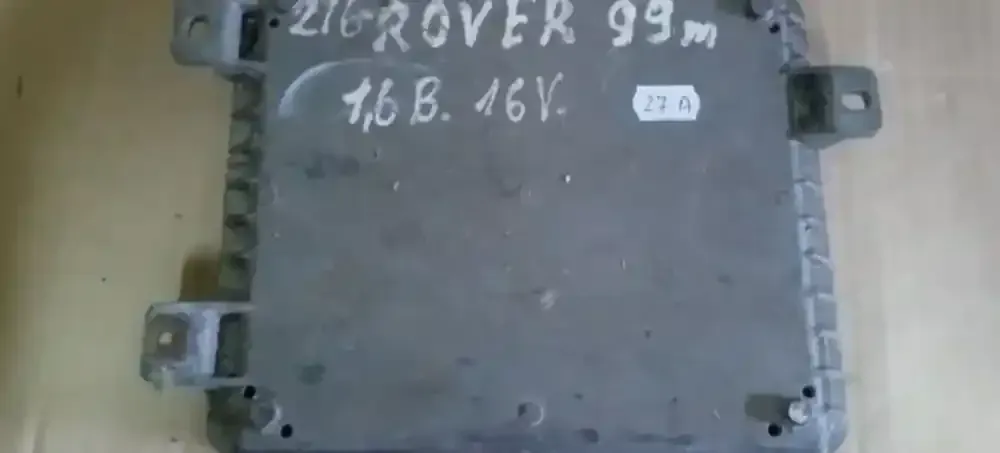 216 ROVER 99m
1,6 B. 16V.
27 A